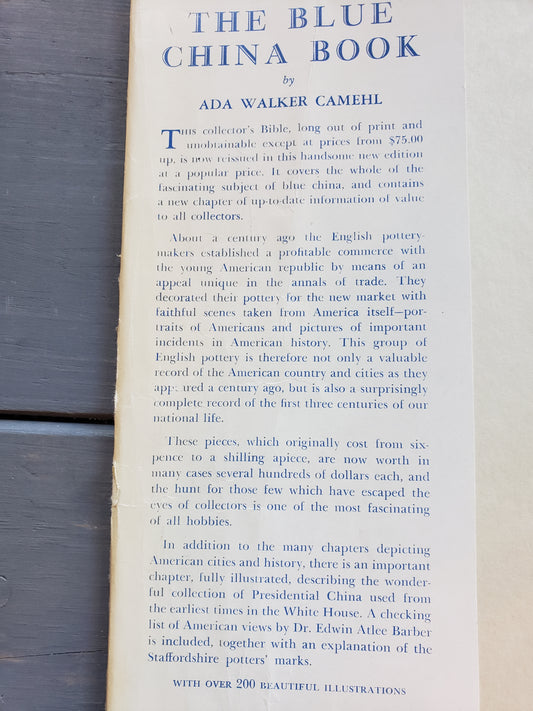 THE BLUE
CHINA BOOK
by
ADA WALKER CAMEHL
THIS collector's Bible, long out of print and
unobtainable except at prices from $75.00
up, is now reissued in this handsome new edition
at a popular price. It covers the whole of the
fascinating subject of blue china, and contains
a new chapter of up-to-date information of value
to all collectors.
About a century ago the English pottery-
makers established a profitable commerce with
the young American republic by means of an
appeal unique in the annals of trade. They
decorated their pottery for the new market with
faithful scenes taken from America itself—por-
traits of Americans and pictures of important
incidents in American history. This group of
English pottery is therefore not only a valuable
record of the American country and cities as they
appeared a century ago, but is also a surprisingly
complete record of the first three centuries of our
national life.
These pieces, which originally cost from six-
pence to a shilling apiece, are now worth in
many cases several hundreds of dollars each, and
the hunt for those few which have escaped the
eyes of collectors is one of the most fascinating
of all hobbies.
In addition to the many chapters depicting
American cities and history, there is an important
chapter, fully illustrated, describing the wonder-
ful collection of Presidential China used from
the earliest times in the White House. A checking
list of American views by Dr. Edwin Atlee Barber
is included, together with an explanation of the
Staffordshire potters' marks.
WITH OVER 200 BEAUTIFUL ILLUSTRATIONS